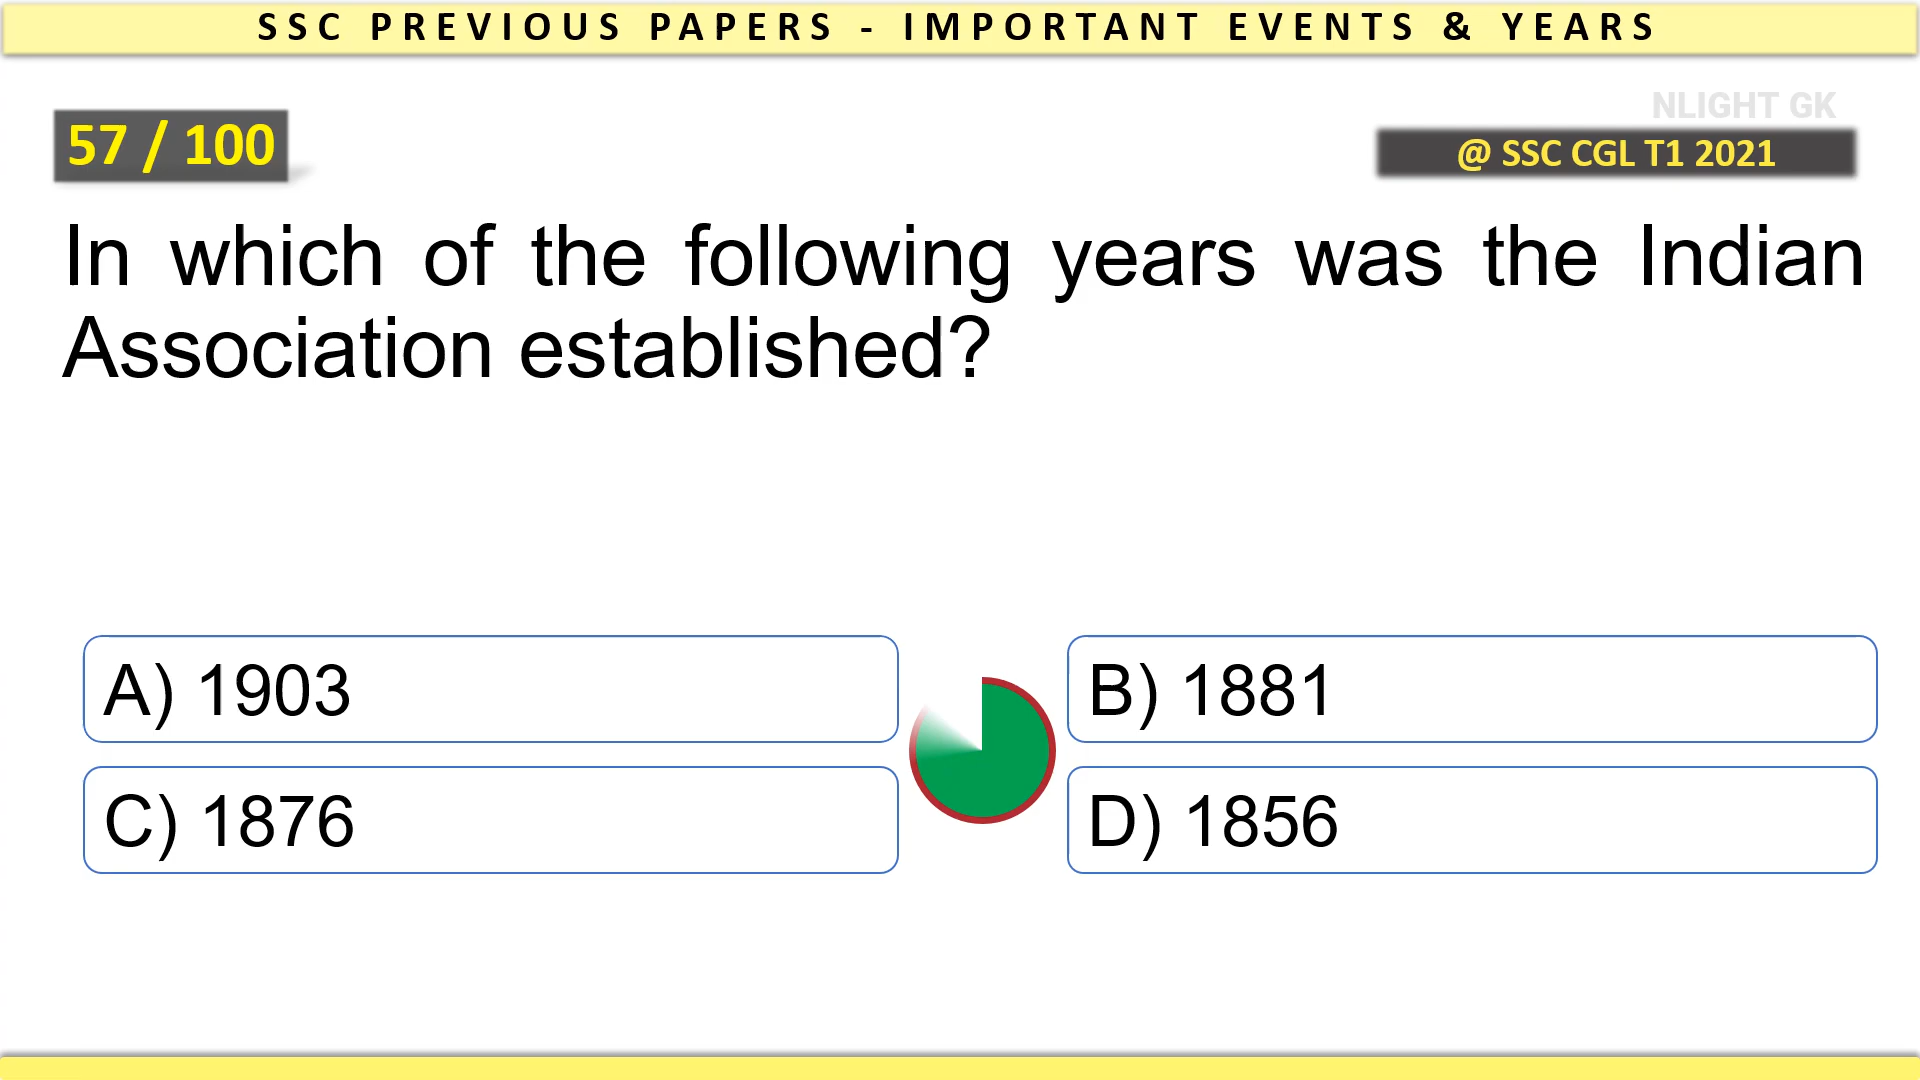 SSC PREVIOUS PAPERS - IMPORTANT EVENTS & YEARS
NLIGHT GK
57 / 100
@ SSC CGL T1 2021
In which of the following years was the Indian
Association established?
A) 1903
B) 1881
C) 1876
D) 1856